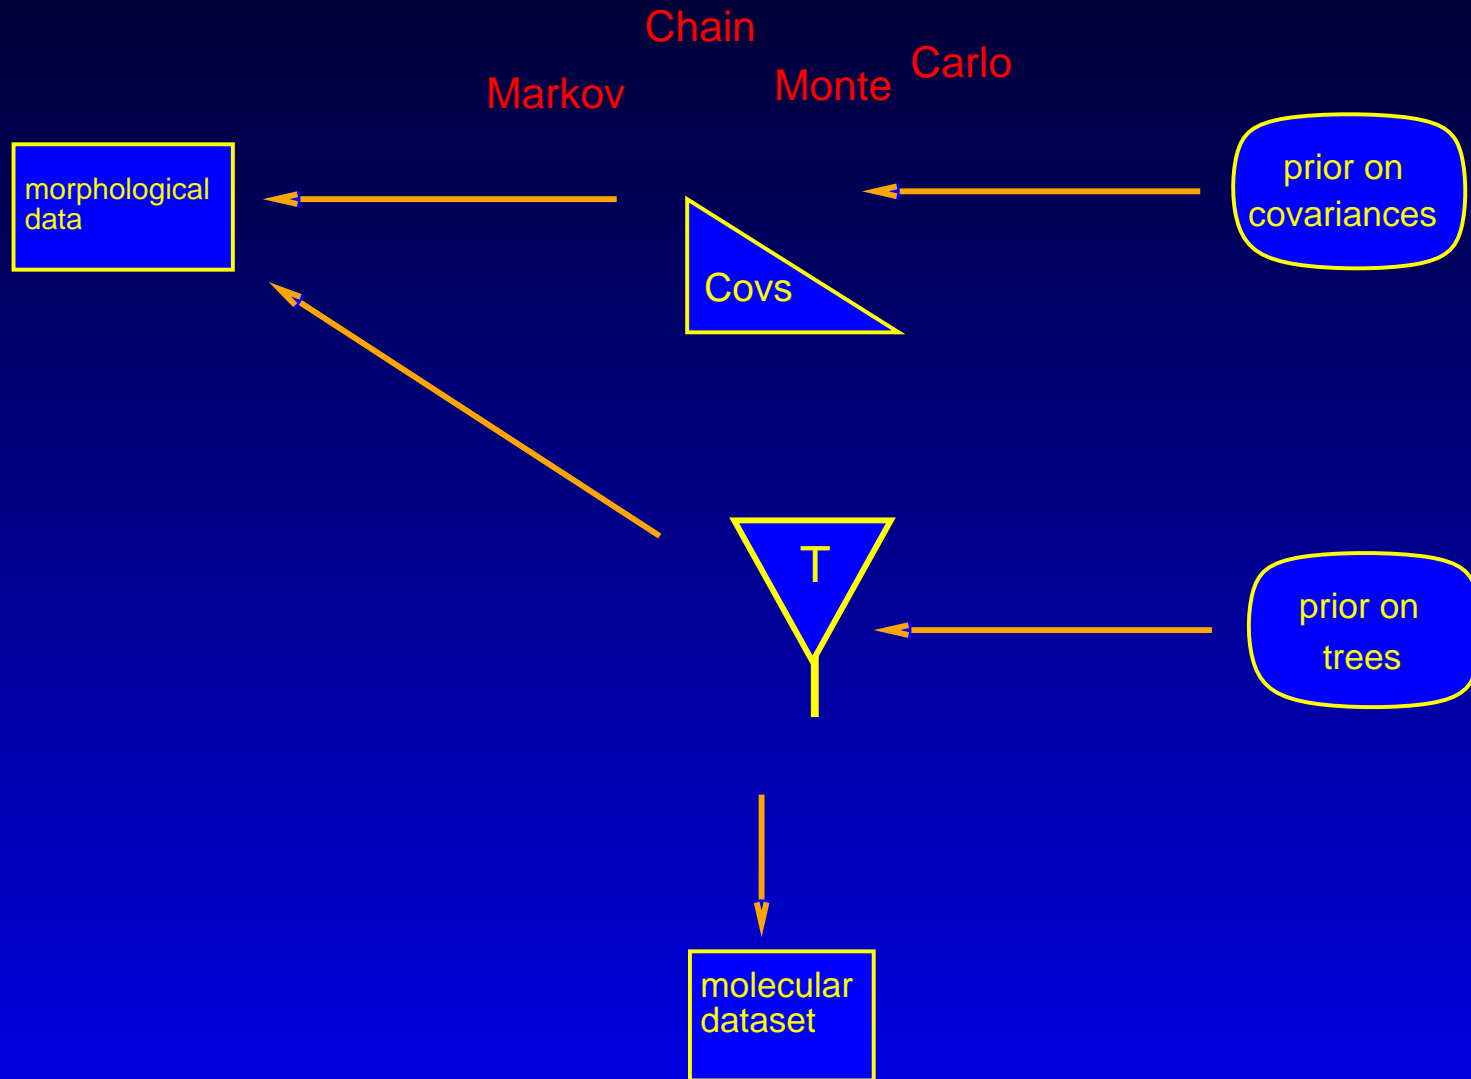 Markov Chain Monte Carlo
morphological
data
prior on
covariances
Covs
T
prior on
trees
molecular
dataset